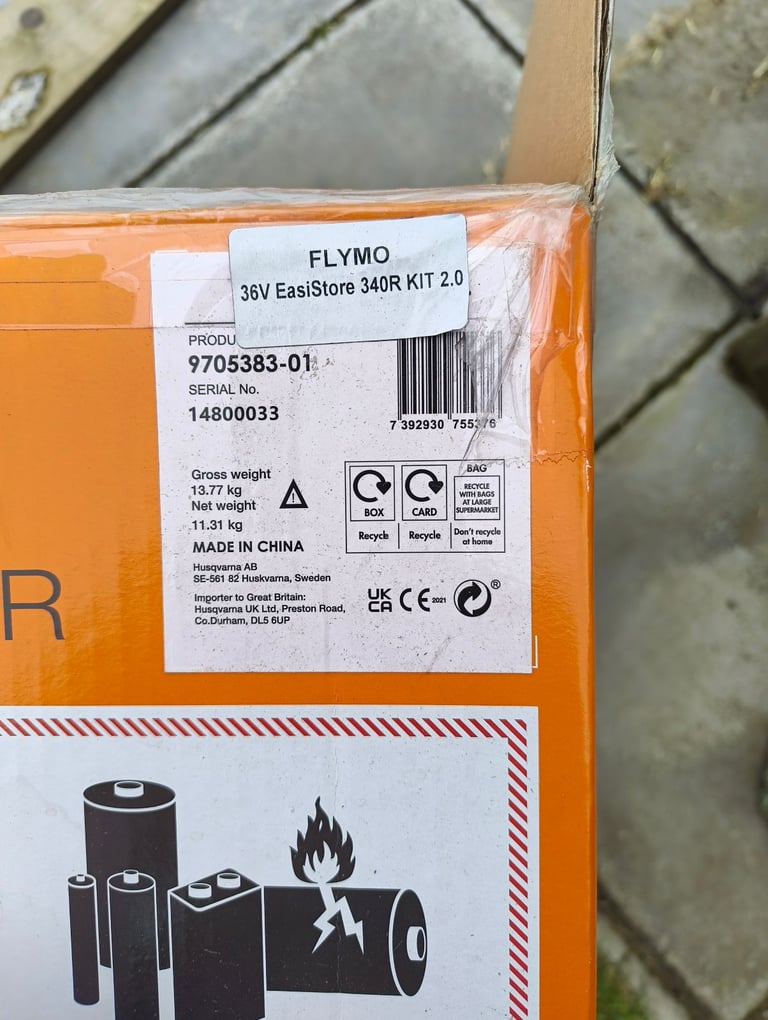 FLYMO
36V EasiStore 340R KIT 2.0
9705383-01
SERIAL No.
14800033
7 392930 755376
Gross weight
13.77 kg
Net weight
11.31 kg
MADE IN CHINA
Husqvarna AB
SE-561 82 Huskvarna, Sweden
Importer to Great Britain:
Husqvarna UK Ltd, Preston Road,
Co.Durham, DL5 6UP
BOX
Recycle
CARD
Recycle
BAG
RECYCLE
WITH BAGS
AT LARGE
SUPERMARKET
Don't recycle
at home
UK
CA
CE 2021
®
R